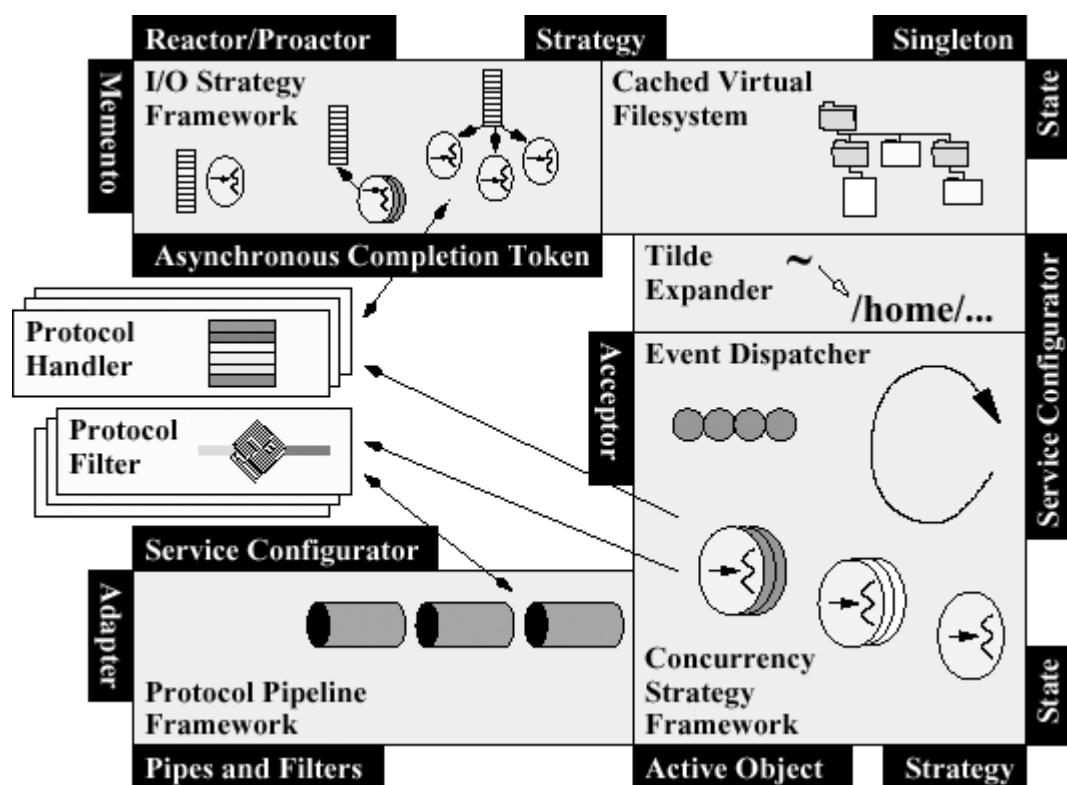 Reactor/Proactor
Strategy
Singleton
Memento
I/O Strategy
Framework
Cached Virtual
Filesystem
State
Asynchronous Completion Token
Tilde
Expander
~
/home/...
Service Configurator
Protocol
Handler
Acceptor
Event Dispatcher
Protocol
Filter
Service Configurator
Adapter
Protocol Pipeline
Framework
Concurrency
Strategy
Framework
State
Pipes and Filters
Active Object
Strategy